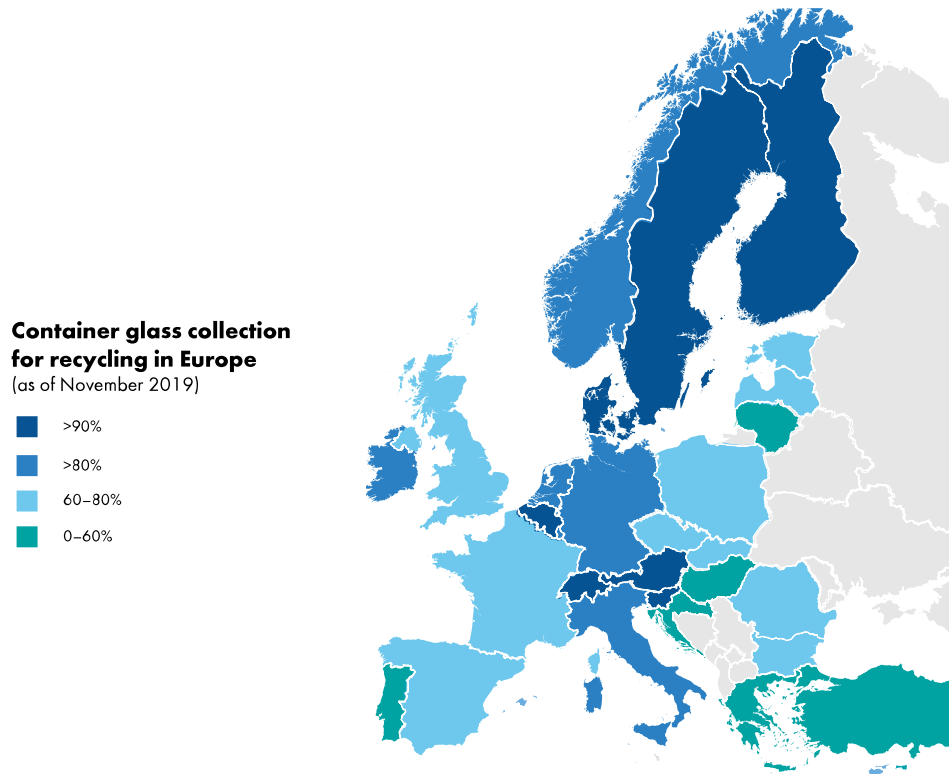 Container glass collection
for recycling in Europe
(as of November 2019)
>90%
>80%
60–80%
0–60%